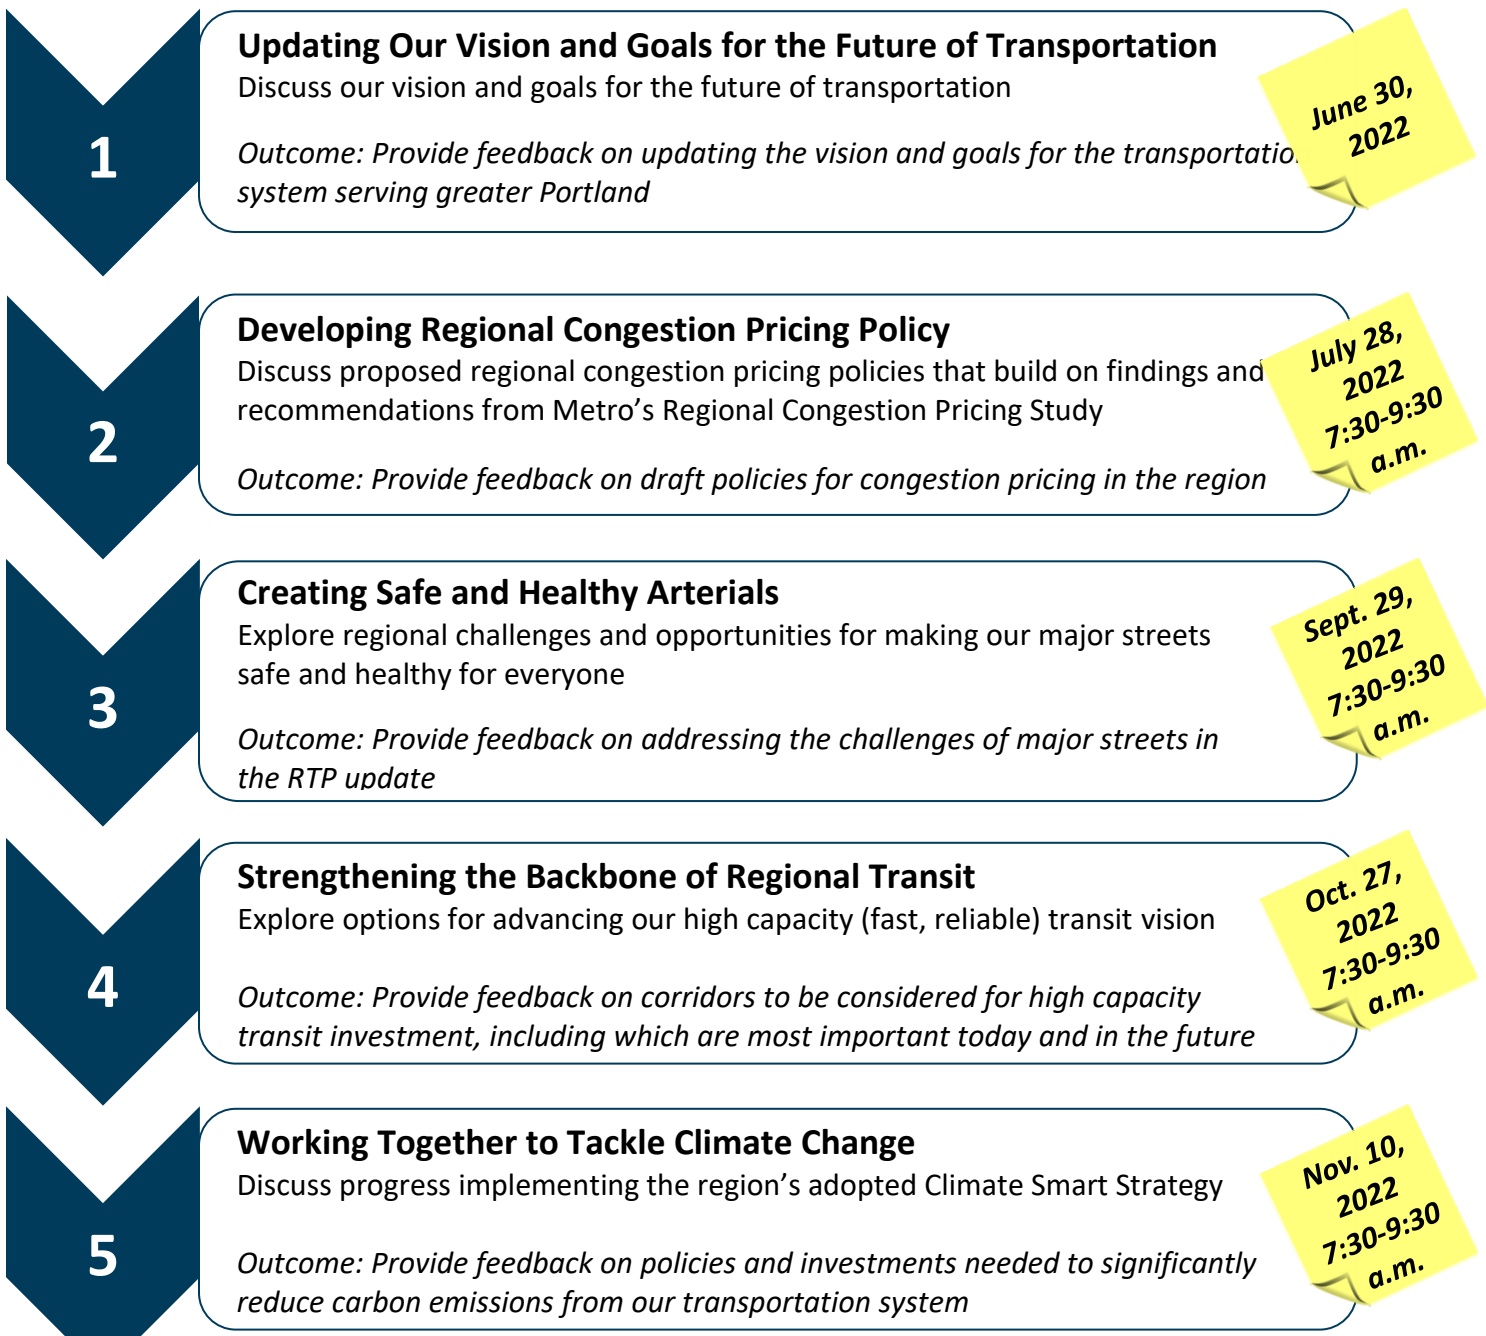 1
Updating Our Vision and Goals for the Future of Transportation
Discuss our vision and goals for the future of transportation
Outcome: Provide feedback on updating the vision and goals for the transportation
system serving greater Portland
June 30,
2022
2
Developing Regional Congestion Pricing Policy
Discuss proposed regional congestion pricing policies that build on findings and
recommendations from Metro’s Regional Congestion Pricing Study
Outcome: Provide feedback on draft policies for congestion pricing in the region
July 28,
2022
7:30-9:30
a.m.
3
Creating Safe and Healthy Arterials
Explore regional challenges and opportunities for making our major streets
safe and healthy for everyone
Outcome: Provide feedback on addressing the challenges of major streets in
the RTP update
Sept. 29,
2022
7:30-9:30
a.m.
4
Strengthening the Backbone of Regional Transit
Explore options for advancing our high capacity (fast, reliable) transit vision
Outcome: Provide feedback on corridors to be considered for high capacity
transit investment, including which are most important today and in the future
Oct. 27,
2022
7:30-9:30
a.m.
5
Working Together to Tackle Climate Change
Discuss progress implementing the region’s adopted Climate Smart Strategy
Outcome: Provide feedback on policies and investments needed to significantly
reduce carbon emissions from our transportation system
Nov. 10,
2022
7:30-9:30
a.m.